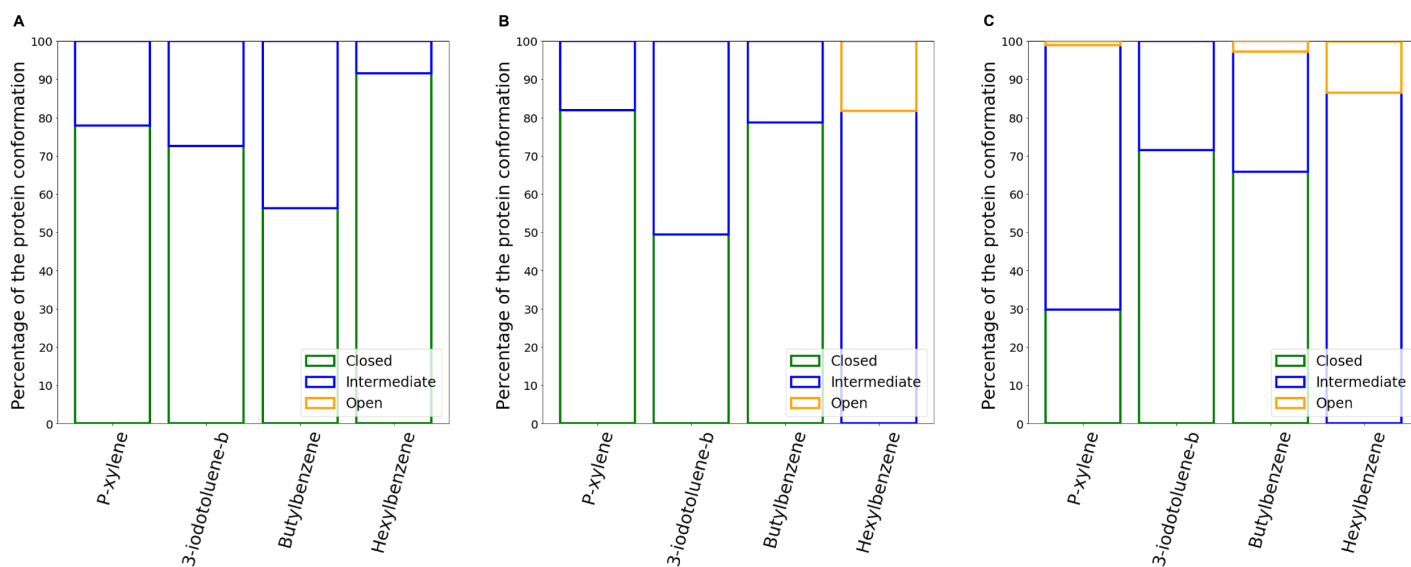 A
Percentage of the protein conformation
100
90
80
70
60
50
40
30
20
10
0
Closed
Intermediate
Open
P-xylene
3-iodotoluene-b
Butylbenzene
Hexylbenzene
B
Percentage of the protein conformation
100
90
80
70
60
50
40
30
20
10
0
Closed
Intermediate
Open
P-xylene
3-iodotoluene-b
Butylbenzene
Hexylbenzene
C
Percentage of the protein conformation
100
90
80
70
60
50
40
30
20
10
0
Closed
Intermediate
Open
P-xylene
3-iodotoluene-b
Butylbenzene
Hexylbenzene